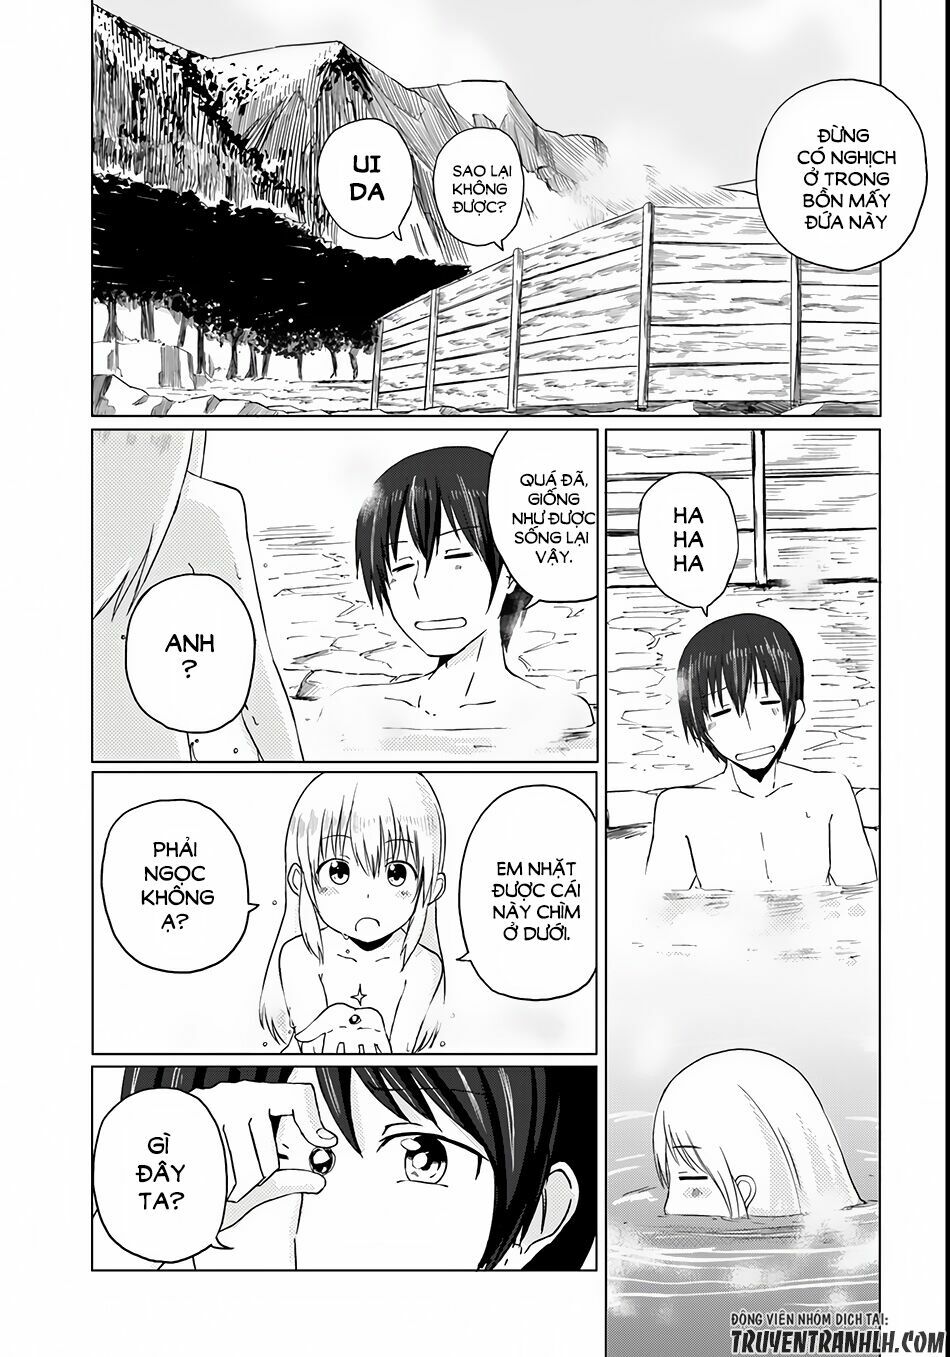 ĐỪNG
CÓ NGHỊCH
Ở TRONG
BỒN MẤY
ĐỨA NÀY
SAO LẠI
KHÔNG
ĐƯỢC?
UI
DA
HA
HA
HA
QUÁ ĐÃ,
GIỐNG
NHƯ ĐƯỢC
SỐNG LẠI
VẬY.
ANH
?
EM NHẶT
ĐƯỢC CÁI
NÀY CHÌM
Ở DƯỚI.
PHẢI
NGỌC
KHÔNG
Ạ?
GÌ
ĐÂY
TA?
ĐỘNG VIÊN NHÓM DỊCH TẠI:
TRUYENTRANHLH.COM